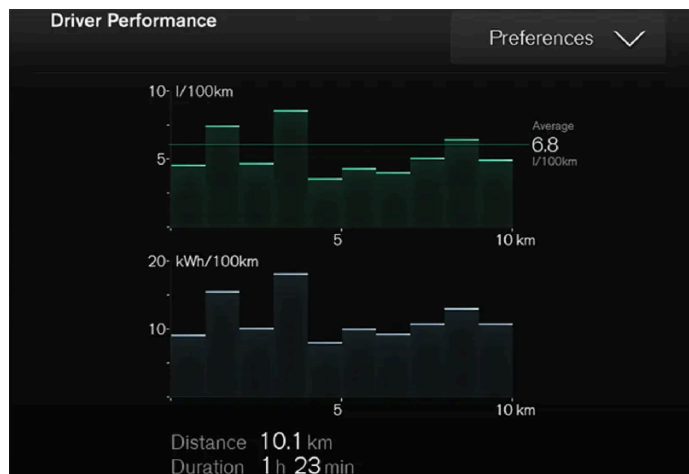 Driver Performance
Preferences
10 l/100km
Average
6.8
l/100km
5
5 10 km
20 kWh/100km
10
5 10 km
Distance 10.1 km
Duration 1 h 23 min